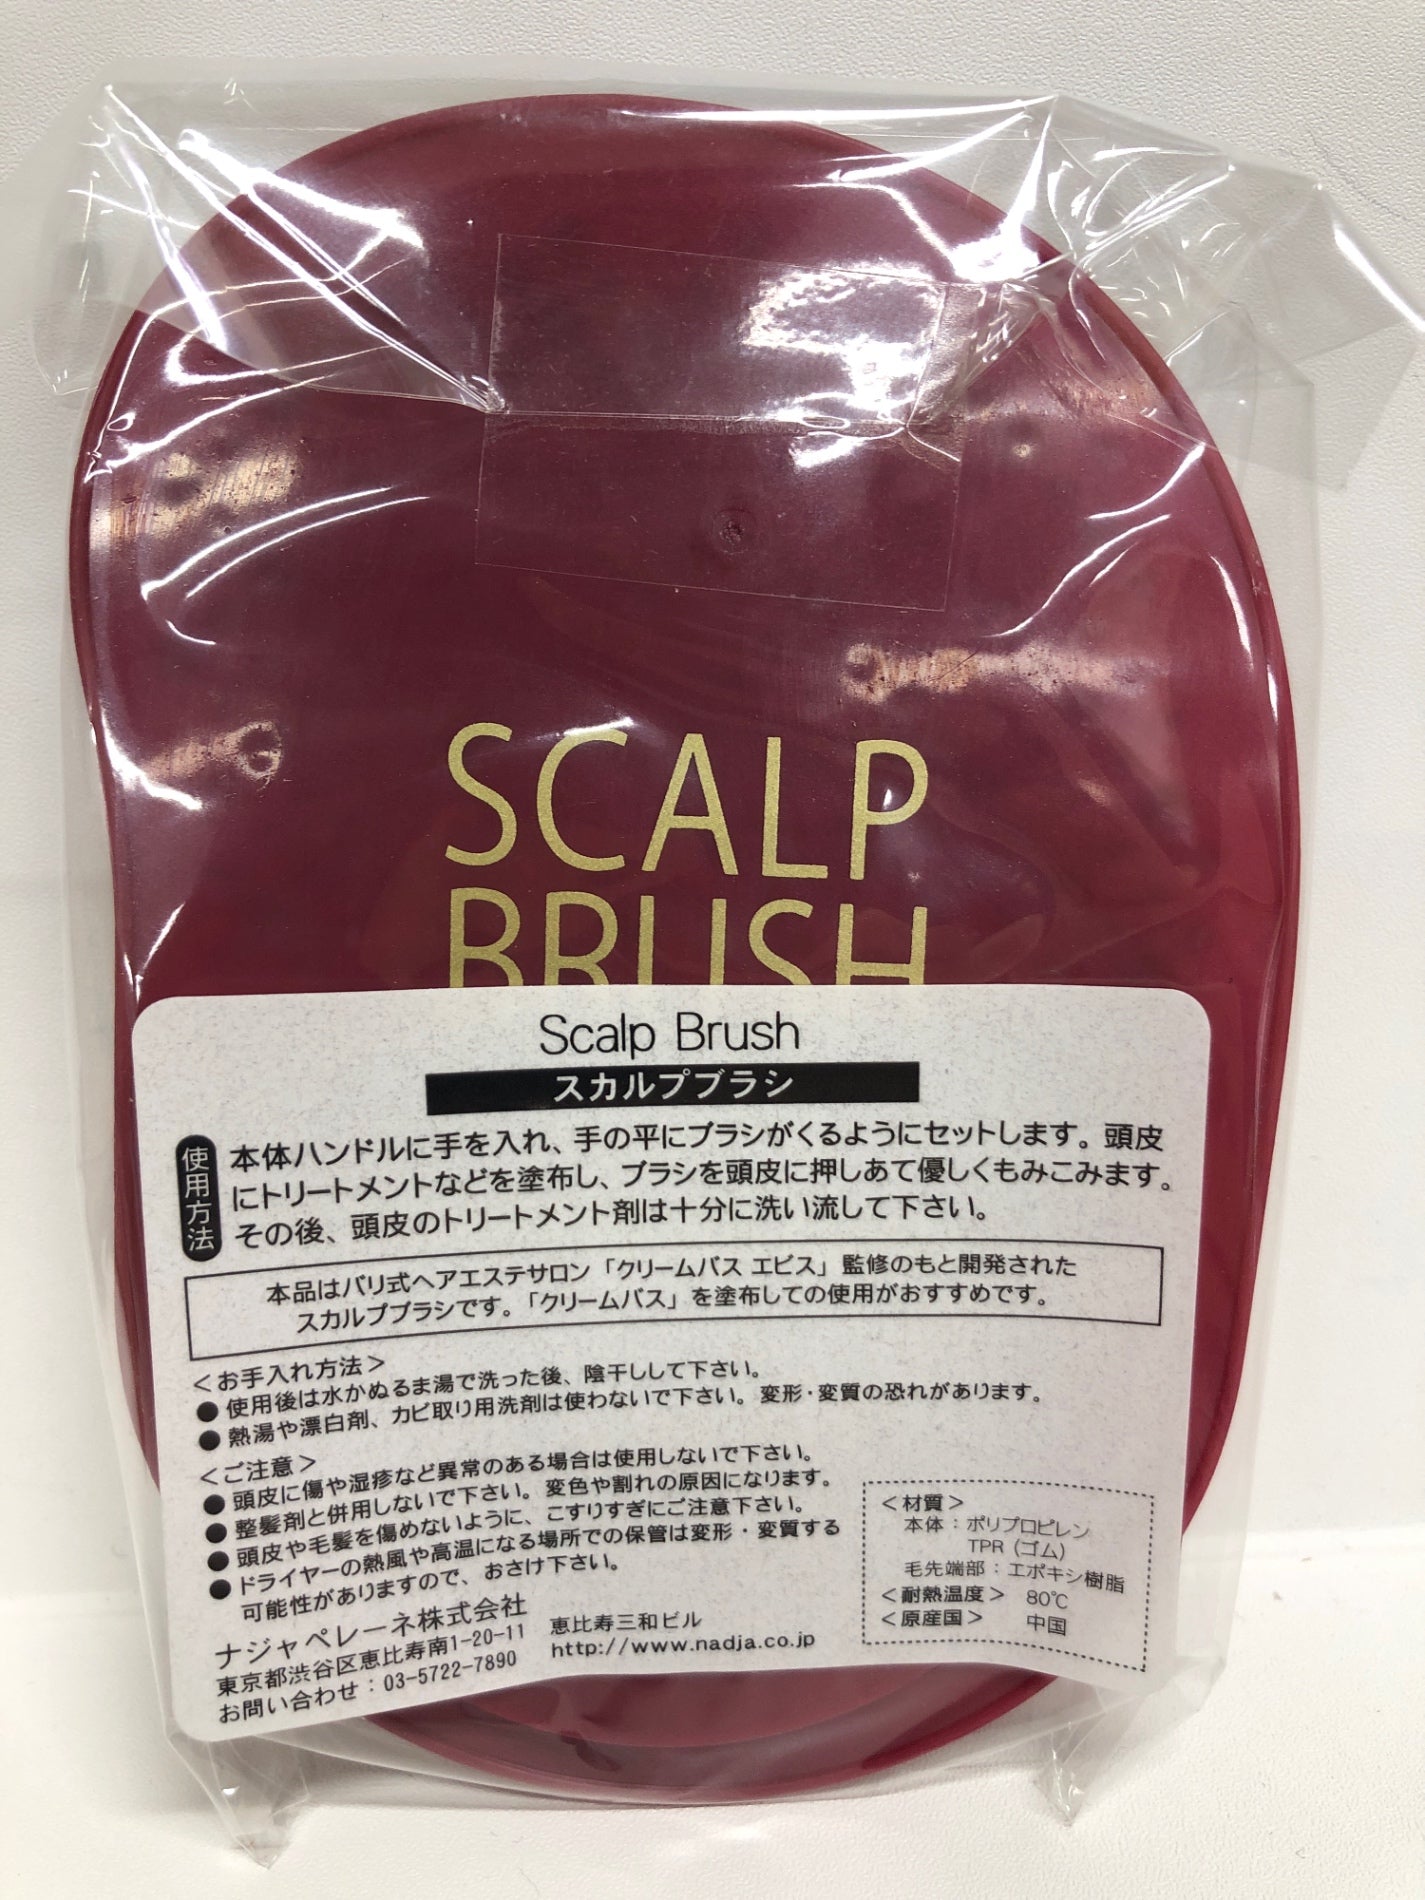 SCALP
BRUSH
Scalp Brush
スカルプブラシ
使用方法
本体ハンドルに手を入れ、手の平にブラシがくるようにセットします。頭皮
にトリートメントなどを塗布し、ブラシを頭皮に押しあて優しくもみこみます。
その後、頭皮のトリートメント剤は十分に洗い流して下さい。
本品はバリ式ヘアエステサロン「クリームバス エビス」監修のもと開発された
スカルプブラシです。「クリームバス」を塗布しての使用がおすすめです。
＜お手入れ方法＞
●使用後は水かぬるま湯で洗った後、陰干しして下さい。
●熱湯や漂白剤、カビ取り用洗剤は使わないで下さい。変形・変質の恐れがあります。
＜ご注意＞
●頭皮に傷や湿疹など異常のある場合は使用しないで下さい。
●整髪剤と併用しないで下さい。変色や割れの原因になります。
●頭皮や毛髪を傷めないように、こすりすぎにご注意下さい。
●ドライヤーの熱風や高温になる場所での保管は変形・変質する
可能性がありますので、おさけ下さい。
ナジャペレーネ株式会社
東京都渋谷区恵比寿南1-20-11 恵比寿三和ビル
お問い合わせ：03-5722-7890 http://www.nadja.co.jp
＜材質＞
本体：ポリプロピレン
TPR（ゴム）
毛先端部：エポキシ樹脂
＜耐熱温度＞ 80℃
＜原産国＞ 中国